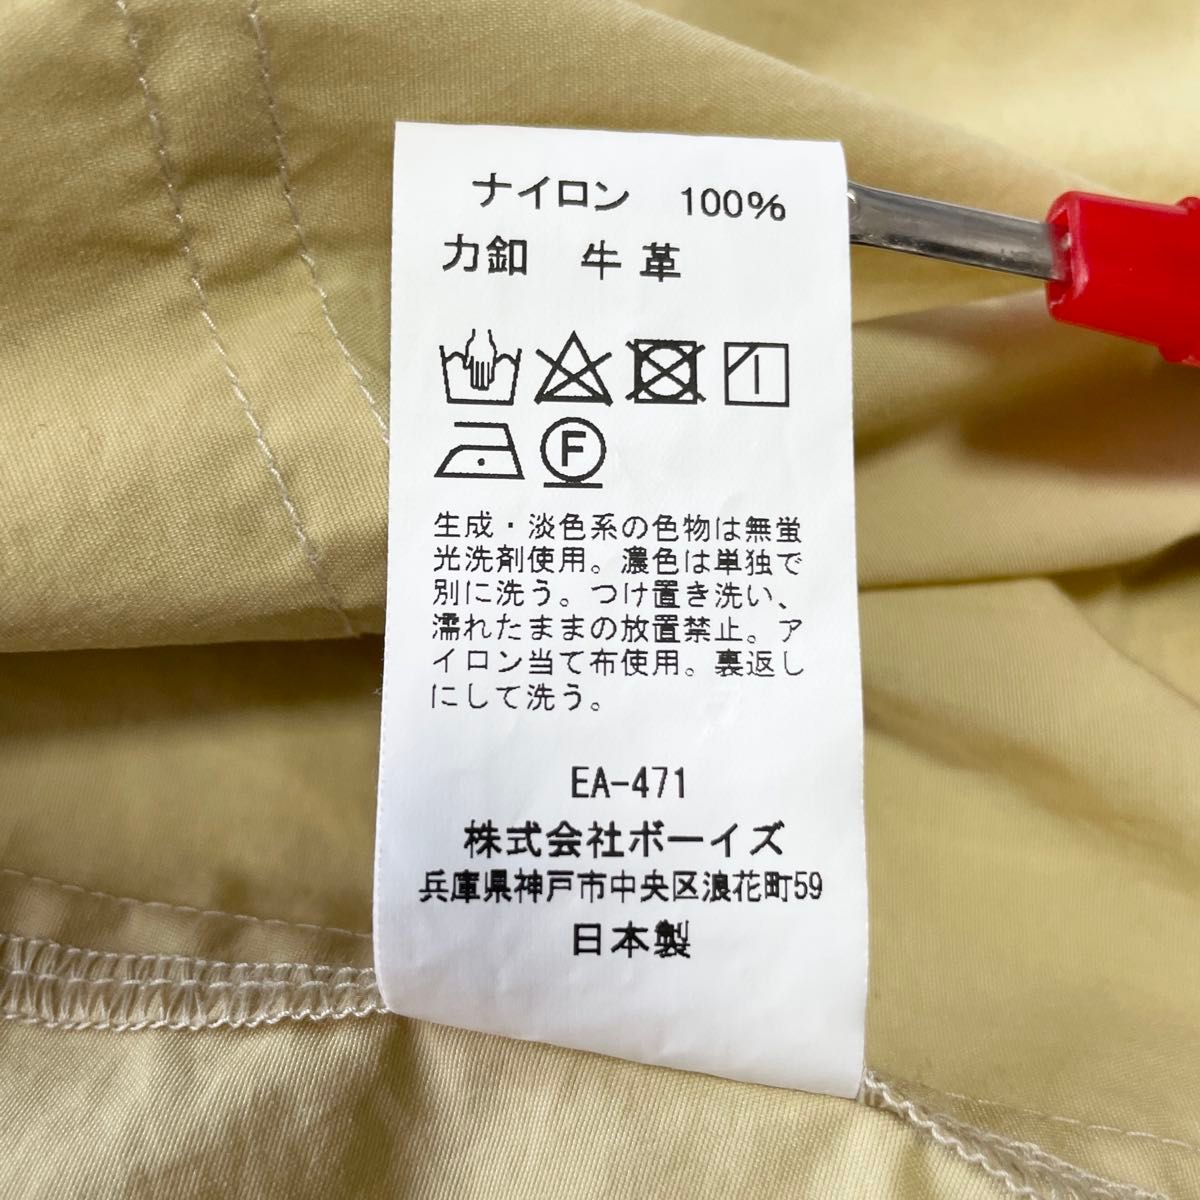 ナイロン 100%
力釦 牛革
F
生成・淡色系の色物は無蛍
光洗剤使用。濃色は単独で
別に洗う。つけ置き洗い、
濡れたままの放置禁止。ア
イロン当て布使用。裏返し
にして洗う。
EA-471
株式会社ボーイズ
兵庫県神戸市中央区浪花町59
日本製